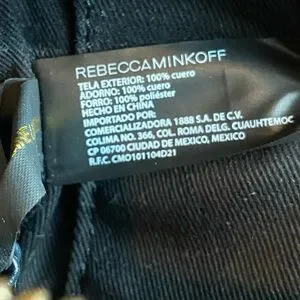 REBECCAMINKOFF
TELA EXTERIOR: 100% cuero
ADORNO: 100% cuero
FORRO: 100% poliéster
HECHO EN CHINA
IMPORTADO POR:
COMERCIALIZADORA 1888 S.A. DE C.V.
COLIMA NO. 366, COL. ROMA DELG. CUAUHTEMOC
CP 06700 CIUDAD DE MEXICO, MEXICO
R.F.C. CMO101104D21